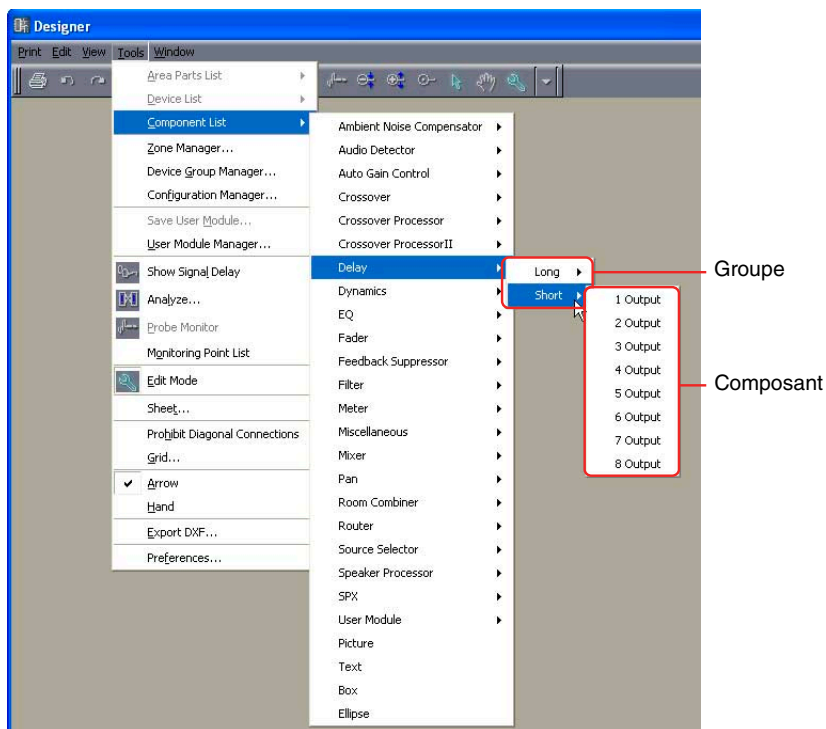 Designer
Print Edit View Tools Window
Area Parts List
Device List
Component List
Zone Manager...
Device Group Manager...
Configuration Manager...
Save User Module...
User Module Manager...
Show Signal Delay
Analyze...
Probe Monitor
Monitoring Point List
Edit Mode
Sheet...
Prohibit Diagonal Connections
Grid...
Arrow
Hand
Export DXF...
Preferences...
Ambient Noise Compensator
Audio Detector
Auto Gain Control
Crossover
Crossover Processor
Crossover ProcessorII
Delay
Dynamics
EQ
Fader
Feedback Suppressor
Filter
Meter
Miscellaneous
Mixer
Pan
Room Combiner
Router
Source Selector
Speaker Processor
SPX
User Module
Picture
Text
Box
Ellipse
Long
Short
1 Output
2 Output
3 Output
4 Output
5 Output
6 Output
7 Output
8 Output
Groupe
Composant